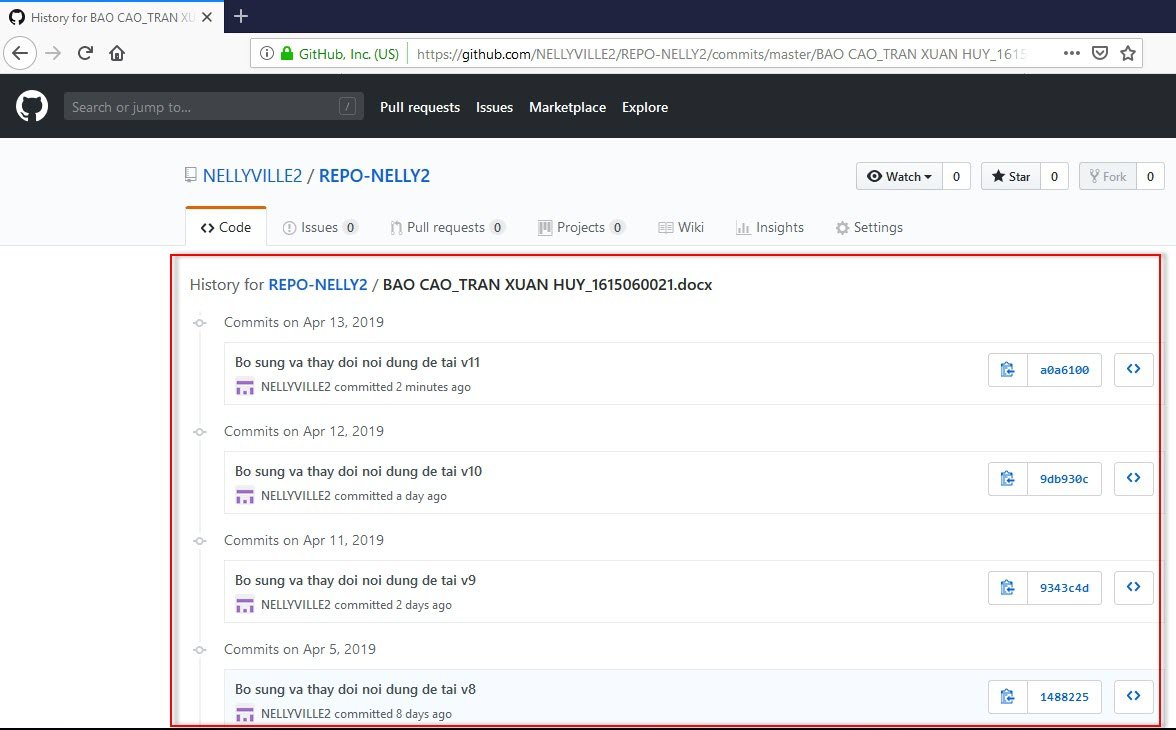 History for BAO CAO_TRAN XU
GitHub, Inc. (US) https://github.com/NELLYVILLE2/REPO-NELLY2/commits/master/BAO CAO_TRAN XUAN HUY_1615
Search or jump to... /
Pull requests Issues Marketplace Explore
NELLYVILLE2 / REPO-NELLY2 Watch 0 Star 0 Fork 0
Code Issues 0 Pull requests 0 Projects 0 Wiki Insights Settings
History for REPO-NELLY2 / BAO CAO_TRAN XUAN HUY_1615060021.docx
Commits on Apr 13, 2019
Bo sung va thay doi noi dung de tai v11
NELLYVILLE2 committed 2 minutes ago
a0a6100
Commits on Apr 12, 2019
Bo sung va thay doi noi dung de tai v10
NELLYVILLE2 committed a day ago
9db930c
Commits on Apr 11, 2019
Bo sung va thay doi noi dung de tai v9
NELLYVILLE2 committed 2 days ago
9343c4d
Commits on Apr 5, 2019
Bo sung va thay doi noi dung de tai v8
NELLYVILLE2 committed 8 days ago
1488225